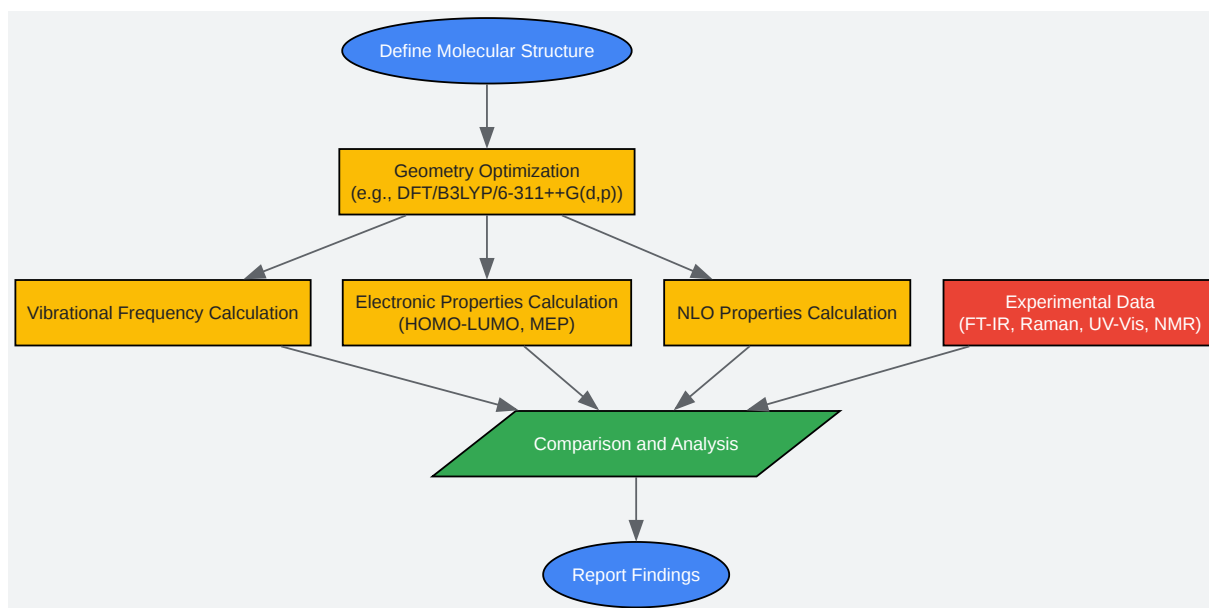 Define Molecular Structure
Geometry Optimization
(e.g., DFT/B3LYP/6-311++G(d,p))
Vibrational Frequency Calculation
Electronic Properties Calculation
(HOMO-LUMO, MEP)
NLO Properties Calculation
Experimental Data
(FT-IR, Raman, UV-Vis, NMR)
Comparison and Analysis
Report Findings